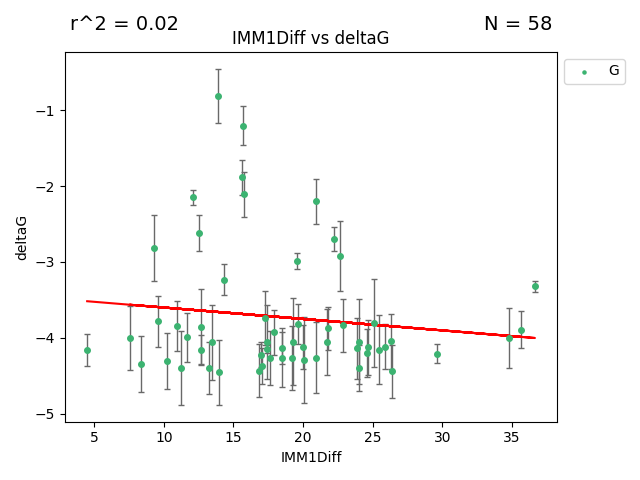 r^2 = 0.02
N = 58
IMM1Diff vs deltaG
G
−1
−2
−3
−4
−5
deltaG
5 10 15 20 25 30 35
IMM1Diff